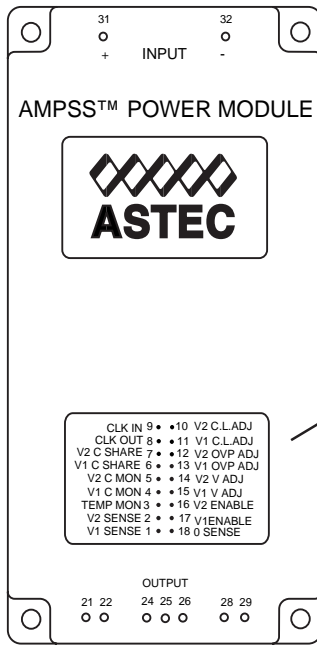 31 32
+ INPUT -
AMPSS™ POWER MODULE
ASTEC
CLK IN 9 10 V2 C.L.ADJ
CLK OUT 8 11 V1 C.L.ADJ
V2 C SHARE 7 12 V2 OVP ADJ
V1 C SHARE 6 13 V1 OVP ADJ
V2 C MON 5 14 V2 V ADJ
V1 C MON 4 15 V1 V ADJ
TEMP MON 3 16 V2 ENABLE
V2 SENSE 2 17 V1ENABLE
V1 SENSE 1 18 0 SENSE
OUTPUT
21 22 24 25 26 28 29